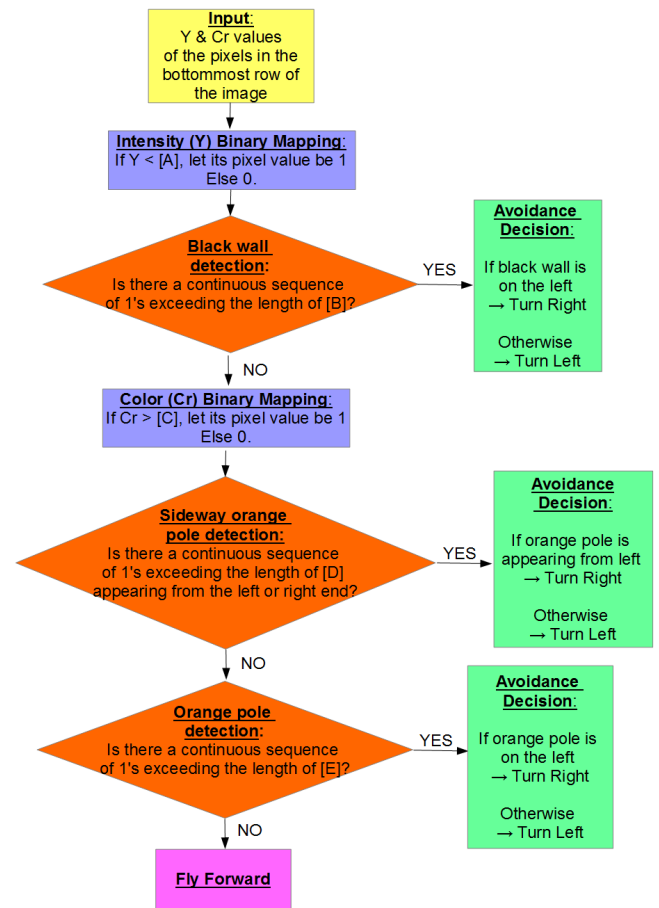 Input:
Y & Cr values
of the pixels in the
bottommost row of
the image
Intensity (Y) Binary Mapping:
If Y < [A], let its pixel value be 1
Else 0.
Black wall
detection:
Is there a continuous sequence
of 1's exceeding the length of [B]?
YES
Avoidance
Decision:
If black wall is
on the left
→ Turn Right
Otherwise
→ Turn Left
NO
Color (Cr) Binary Mapping:
If Cr > [C], let its pixel value be 1
Else 0.
Sideway orange
pole detection:
Is there a continuous sequence
of 1's exceeding the length of [D]
appearing from the left or right end?
YES
Avoidance
Decision:
If orange pole is
appearing from left
→ Turn Right
Otherwise
→ Turn Left
NO
Orange pole
detection:
Is there a continuous sequence
of 1's exceeding the length of [E]?
YES
Avoidance
Decision:
If orange pole is
on the left
→ Turn Right
Otherwise
→ Turn Left
NO
Fly Forward